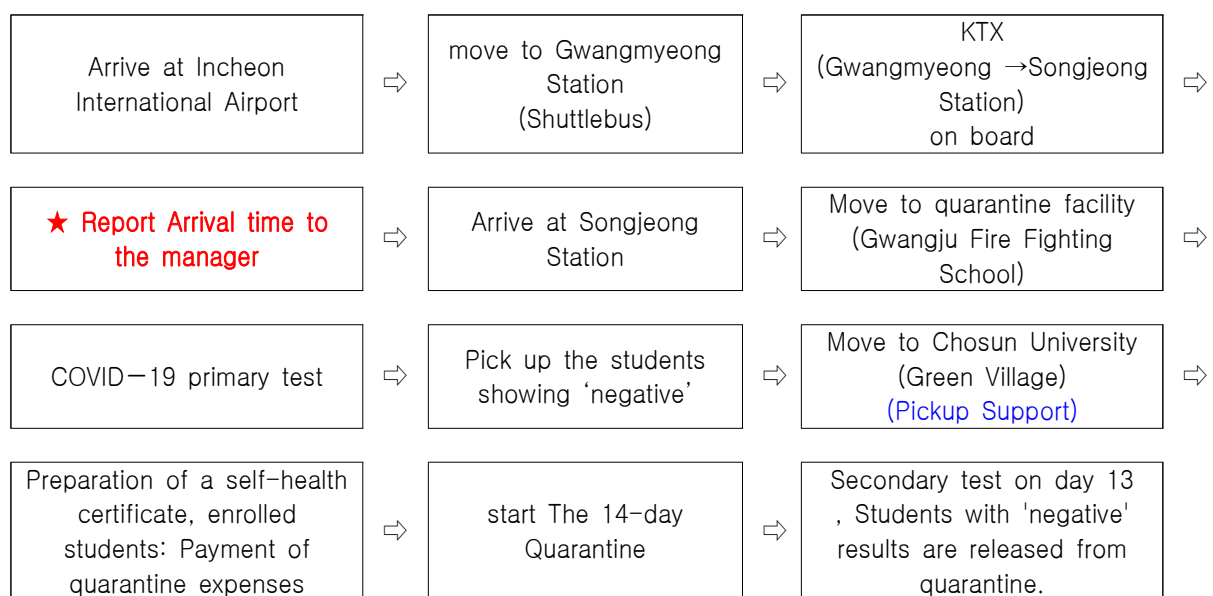 Arrive at Incheon
International Airport
⇨
move to Gwangmyeong
Station
(Shuttlebus)
⇨
KTX
(Gwangmyeong →Songjeong
Station)
on board
⇨
★ Report Arrival time to
the manager
⇨
Arrive at Songjeong
Station
⇨
Move to quarantine facility
(Gwangju Fire Fighting
School)
⇨
COVID-19 primary test
⇨
Pick up the students
showing ‘negative’
⇨
Move to Chosun University
(Green Village)
(Pickup Support)
⇨
Preparation of a self-health
certificate, enrolled
students: Payment of
quarantine expenses
⇨
start The 14-day
Quarantine
⇨
Secondary test on day 13
, Students with 'negative'
results are released from
quarantine.